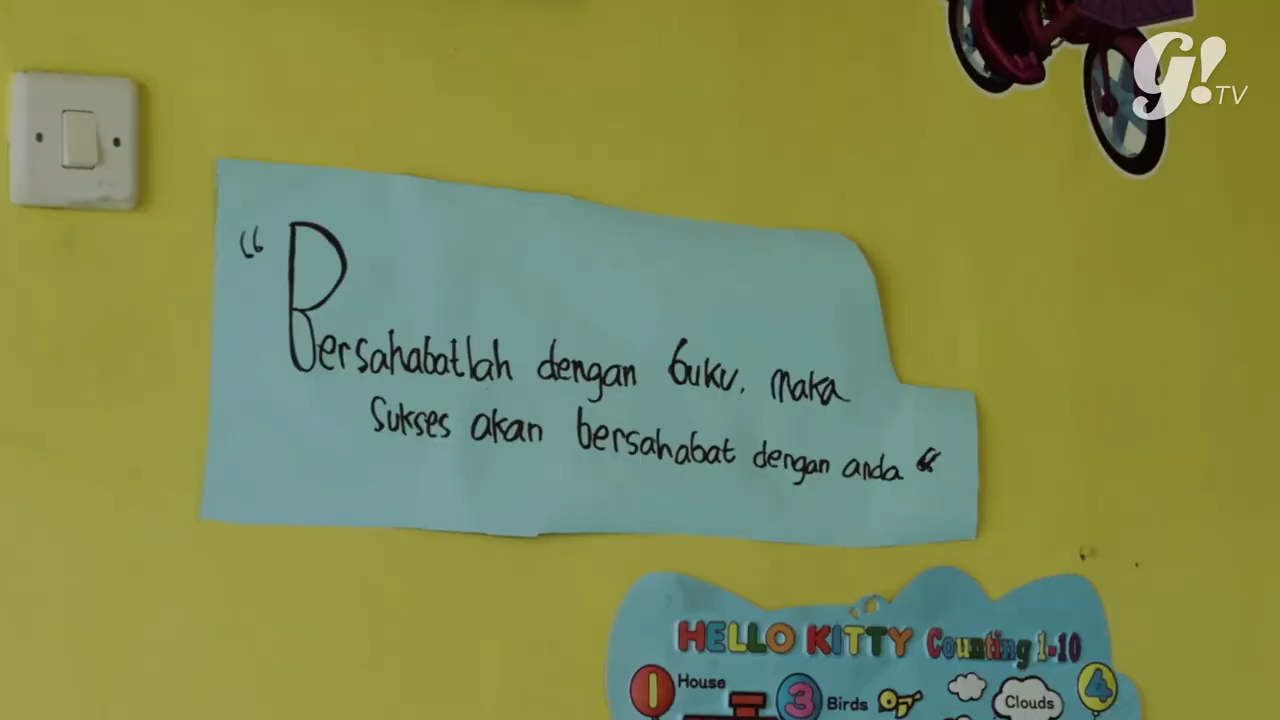 g! TV
“Bersahabatlah dengan buku, maka
sukses akan bersahabat dengan anda“
HELLO KITTY Counting 1-10
1 House 3 Birds Clouds 4